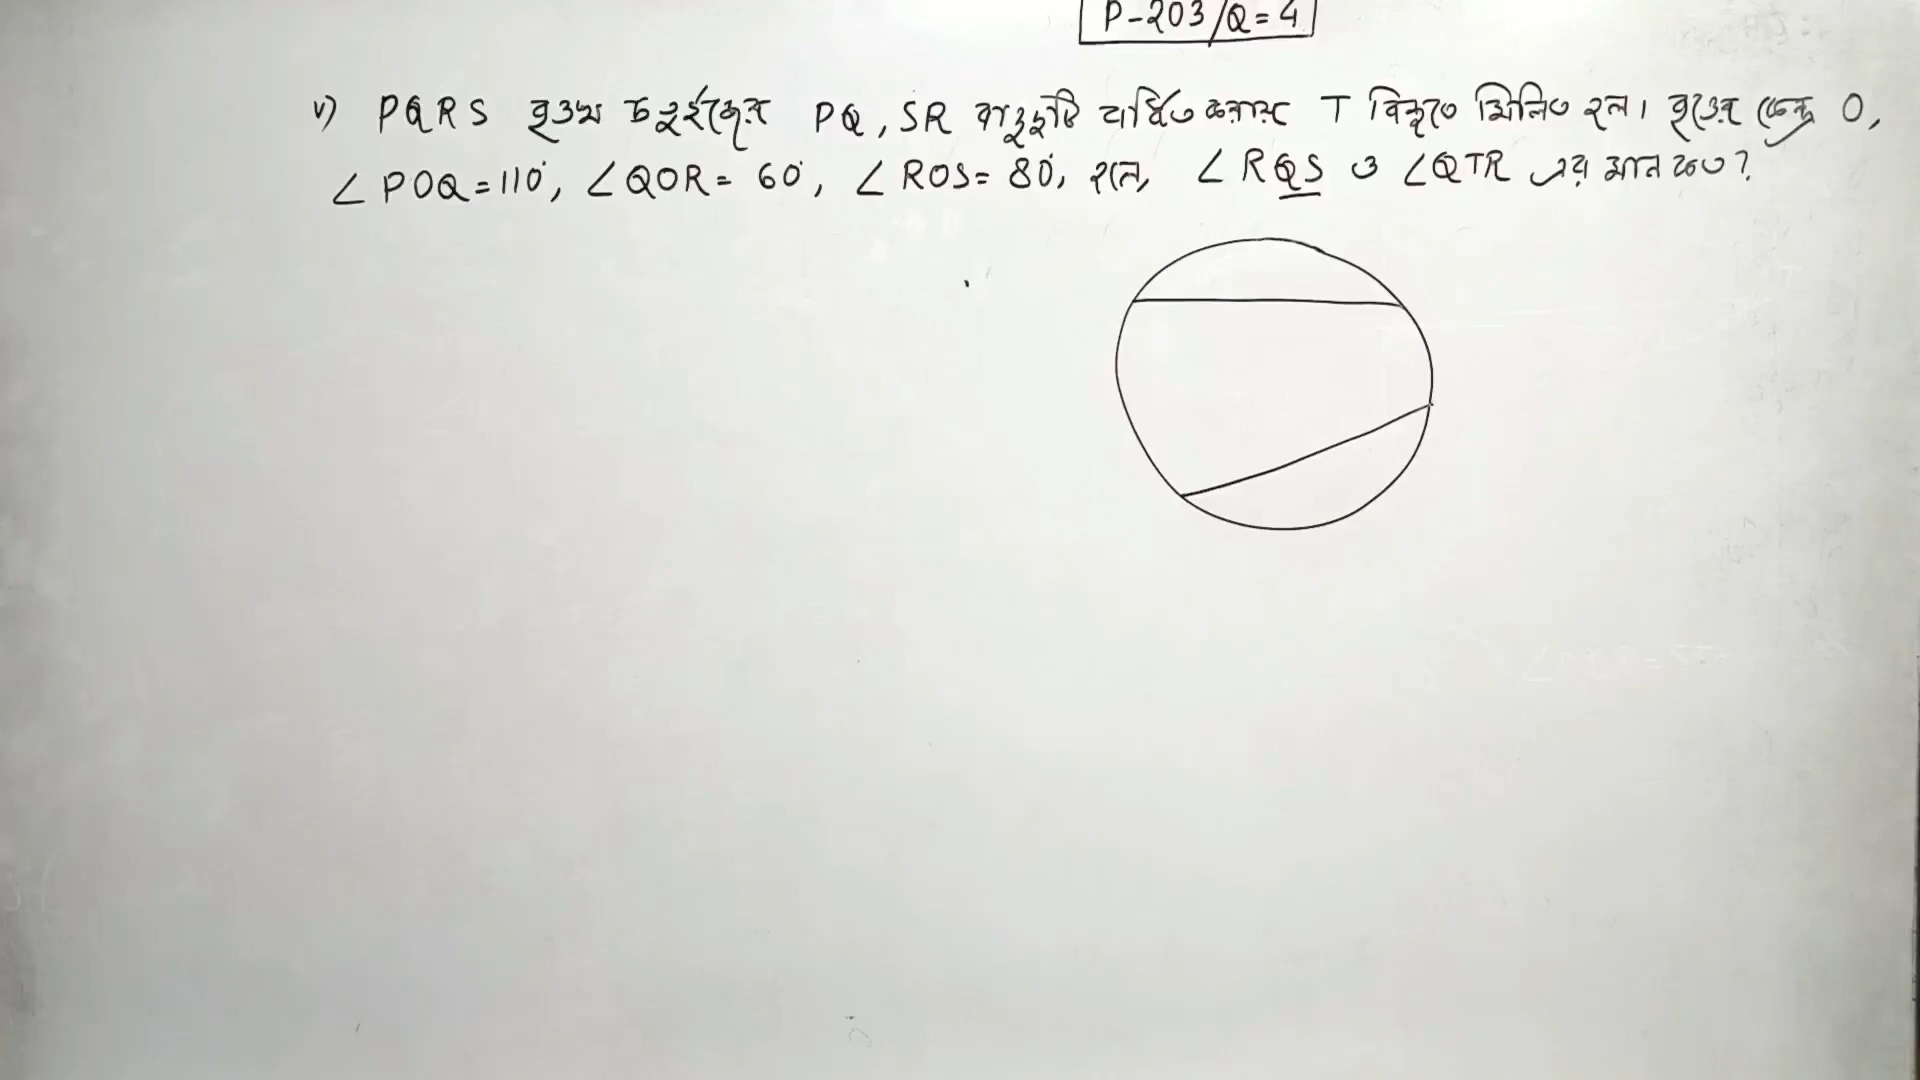 P-203/Q=4
v) PQRS বৃত্তস্থ চতুর্ভুজের PQ, SR বাহুদুটি বর্ধিত করায় T বিন্দুতে মিলিত হল। বৃত্তের কেন্দ্র O,
∠POQ=110°, ∠QOR= 60°, ∠ROS= 80°, হলে, ∠RQS ও ∠QTR এর মান কত?